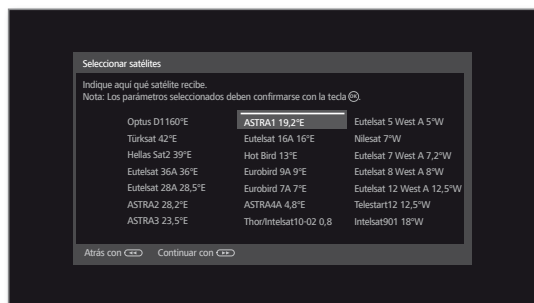 Seleccionar satélites
Indique aquí qué satélite recibe.
Nota: Los parámetros seleccionados deben confirmarse con la tecla OK.
Optus D1160°E ASTRA1 19,2°E Eutelsat 5 West A 5°W
Türksat 42°E Eutelsat 16A 16°E Nilesat 7°W
Hellas Sat2 39°E Hot Bird 13°E Eutelsat 7 West A 7,2°W
Eutelsat 36A 36°E Eurobird 9A 9°E Eutelsat 8 West A 8°W
Eutelsat 28A 28,5°E Eurobird 7A 7°E Eutelsat 12 West A 12,5°W
ASTRA2 28,2°E ASTRA4A 4,8°E Telestart12 12,5°W
ASTRA3 23,5°E Thor/Intelsat10-02 0,8 Intelsat901 18°W
Atrás con Continuar con